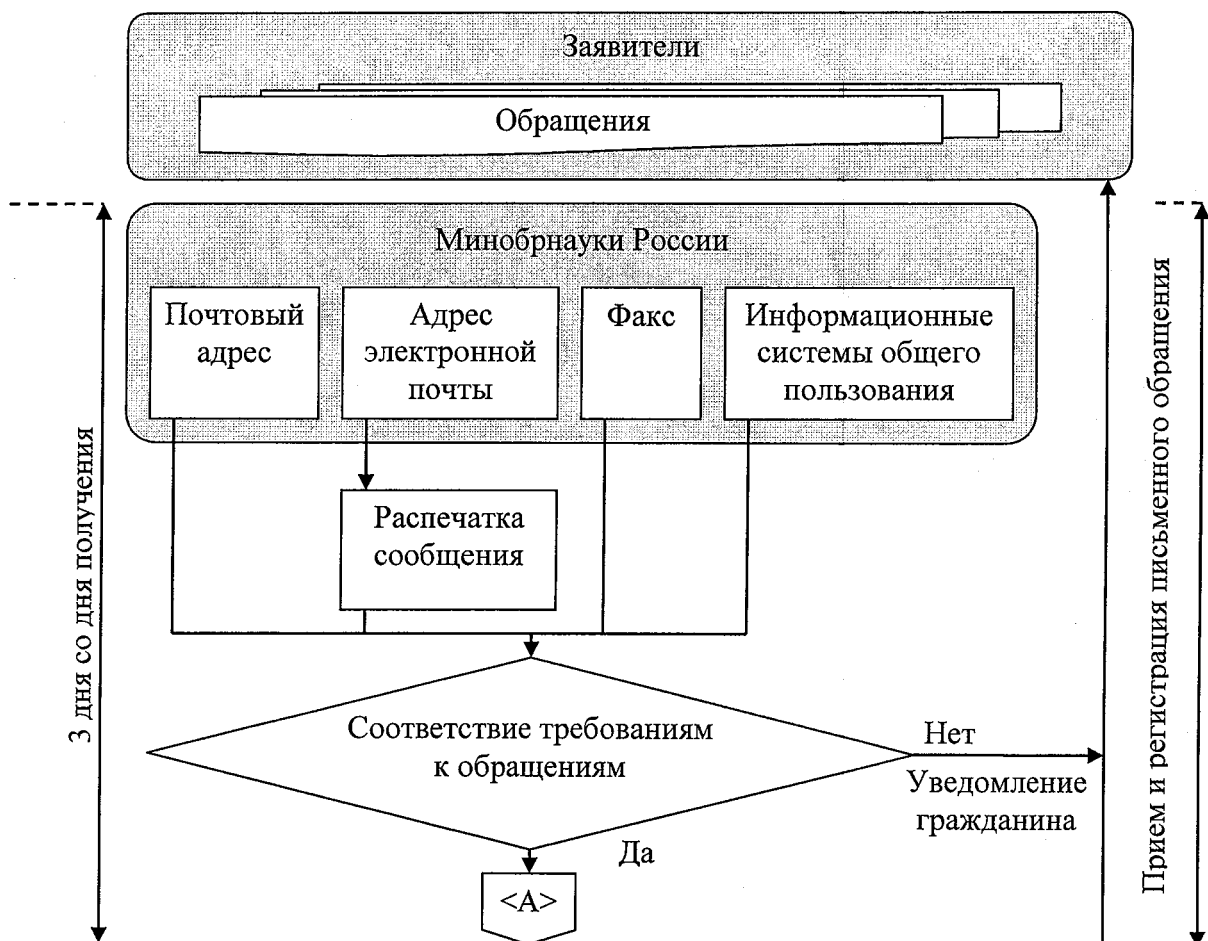 Заявители
Обращения
Минобрнауки России
Почтовый
адрес
Адрес
электронной
почты
Факс
Информационные
системы общего
пользования
Распечатка
сообщения
Соответствие требованиям
к обращениям
Нет
Уведомление
гражданина
Да
<А>
3 дня со дня получения
Прием и регистрация письменного обращения